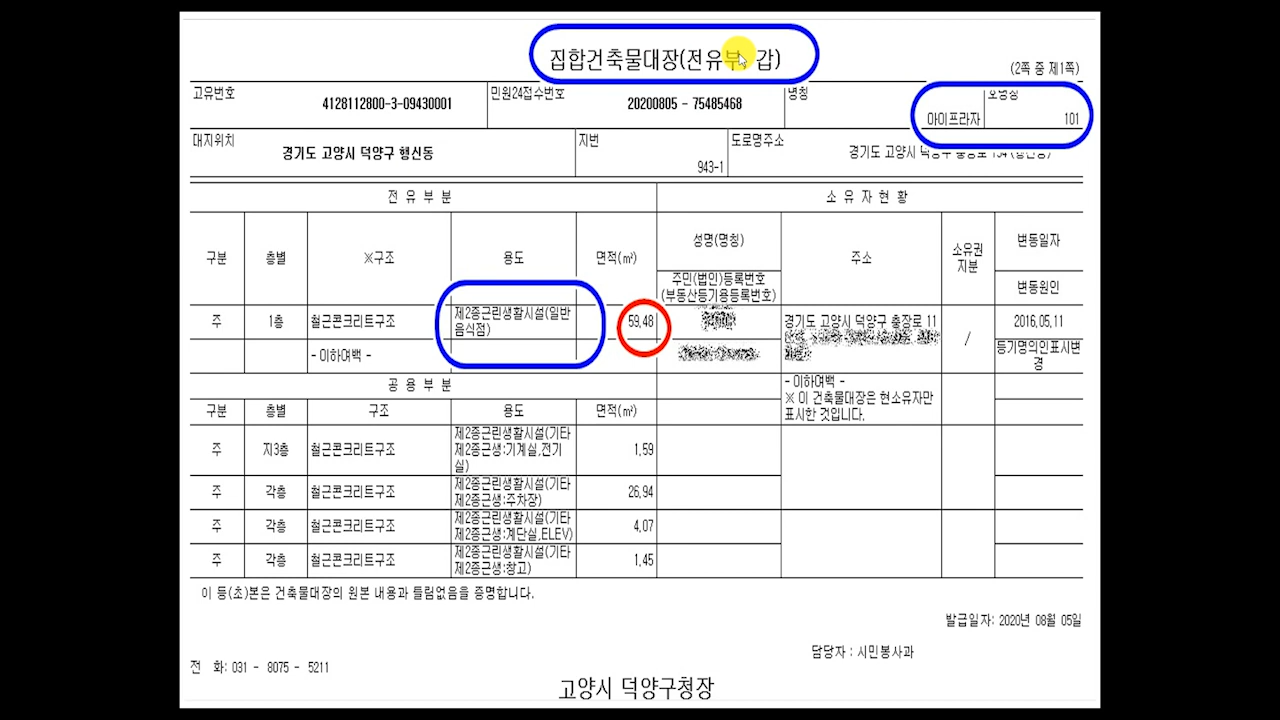 집합건축물대장(전유부, 갑)
(2쪽 중 제1쪽)
고유번호
4128112800-3-09430001
민원24접수번호
20200805 - 75485468
명칭
호명칭
아이프라자
101
대지위치
경기도 고양시 덕양구 행신동
지번
943-1
도로명주소
경기도 고양시 덕양구 충장로
전 유 부 분
소 유 자 현 황
구분
층별
※구조
용도
면적(㎡)
성명(명칭)
주민(법인)등록번호
(부동산등기용등록번호)
주소
소유권
지분
변동일자
변동원인
주
1층
철근콘크리트구조
제2종근린생활시설(일반
음식점)
59.48
경기도 고양시 덕양구 충장로 11
/
2016.05.11
- 이하여백 -
등기명의인표시변
경
공 용 부 분
- 이하여백 -
※ 이 건축물대장은 현소유자만
표시한 것입니다.
구분
층별
구조
용도
면적(㎡)
주
지3층
철근콘크리트구조
제2종근린생활시설(기타
제2종근생:기계실,전기
실)
1.59
주
각층
철근콘크리트구조
제2종근린생활시설(기타
제2종근생:주차장)
26.94
주
각층
철근콘크리트구조
제2종근린생활시설(기타
제2종근생:계단실,ELEV)
4.07
주
각층
철근콘크리트구조
제2종근린생활시설(기타
제2종근생:창고)
1.45
이 등(초)본은 건축물대장의 원본 내용과 틀림없음을 증명합니다.
발급일자: 2020년 08월 05일
담당자 : 시민봉사과
전 화: 031 - 8075 - 5211
고양시 덕양구청장